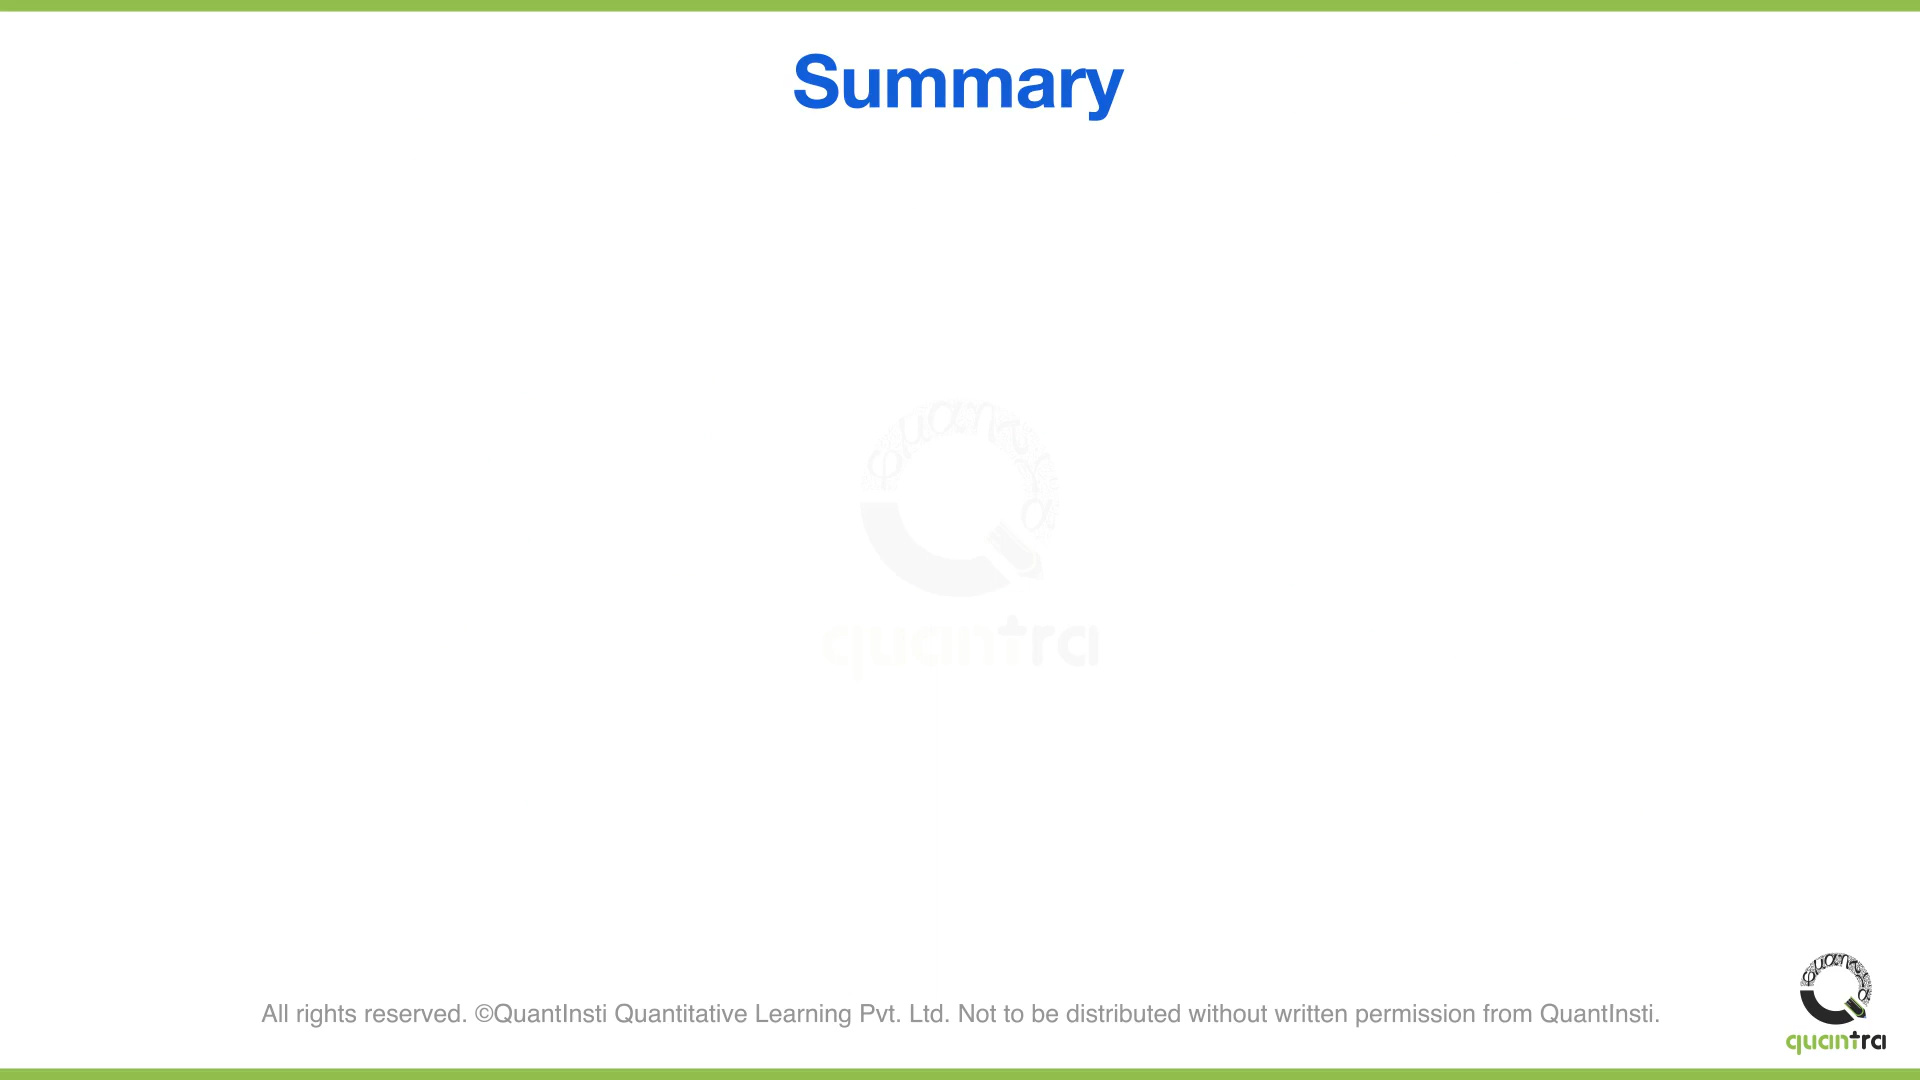 Summary
quantra
All rights reserved. ©QuantInsti Quantitative Learning Pvt. Ltd. Not to be distributed without written permission from QuantInsti.
quantra